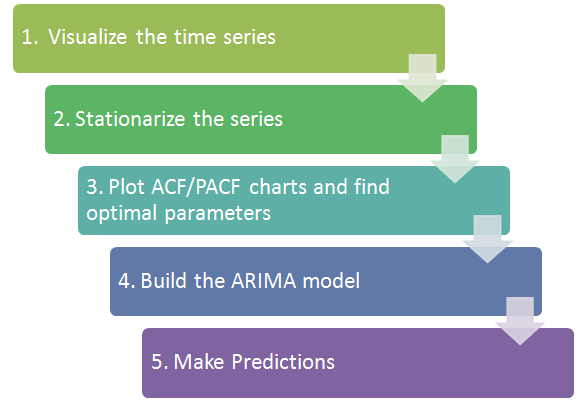 1. Visualize the time series
2. Stationarize the series
3. Plot ACF/PACF charts and find
optimal parameters
4. Build the ARIMA model
5. Make Predictions